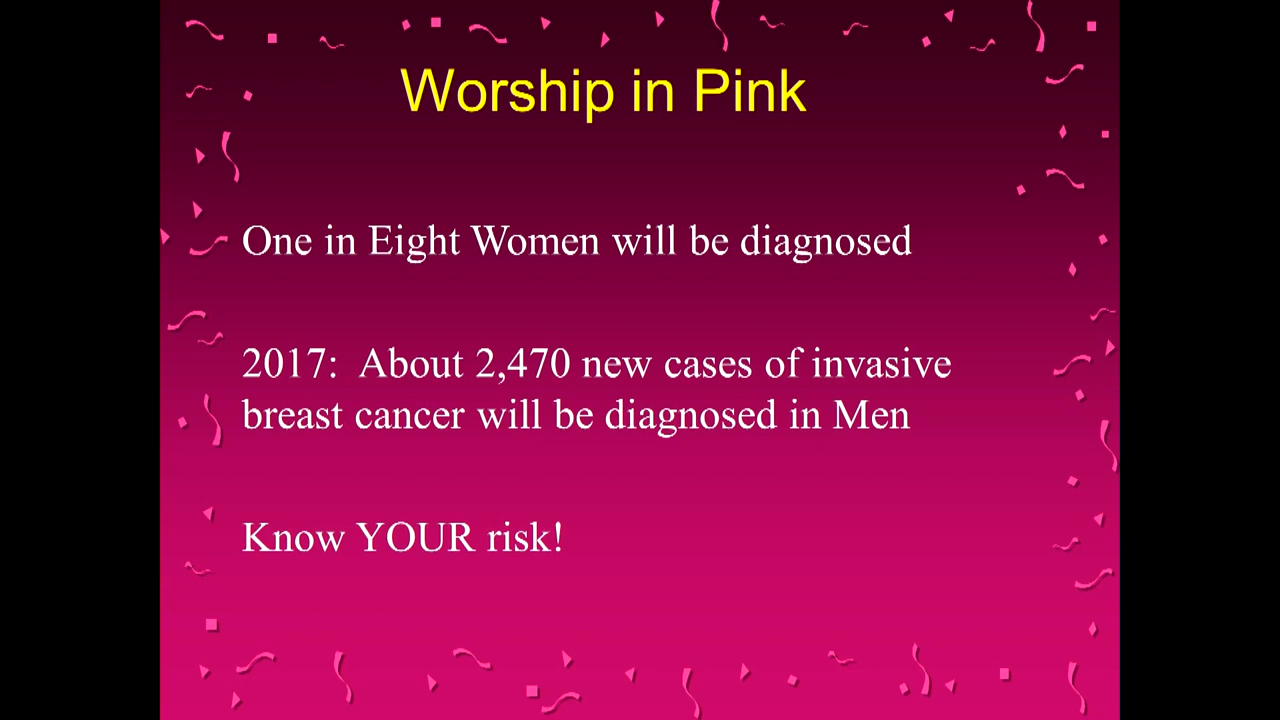 Worship in Pink
One in Eight Women will be diagnosed
2017:  About 2,470 new cases of invasive
breast cancer will be diagnosed in Men
Know YOUR risk!